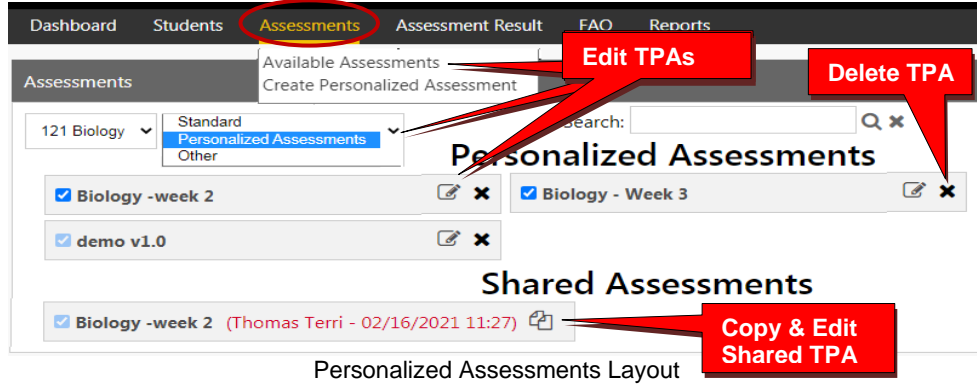 Dashboard Students Assessments Assessment Result FAQ Reports
Available Assessments
Create Personalized Assessment
Edit TPAs
Delete TPA
Assessments
121 Biology
Standard
Personalized Assessments
Other
Search:
Personalized Assessments
Biology -week 2
Biology - Week 3
demo v1.0
Shared Assessments
Biology -week 2 (Thomas Terri - 02/16/2021 11:27)
Copy & Edit
Shared TPA
Personalized Assessments Layout